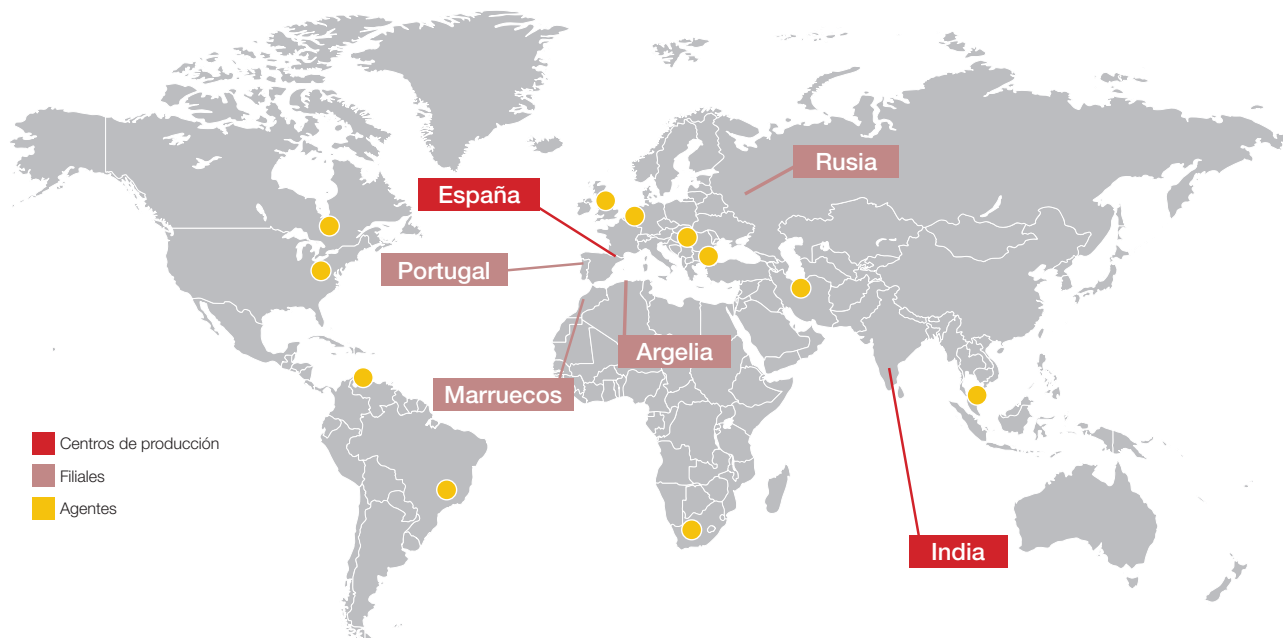 Rusia
España
Portugal
Argelia
Marruecos
Centros de producción
Filiales
Agentes
India